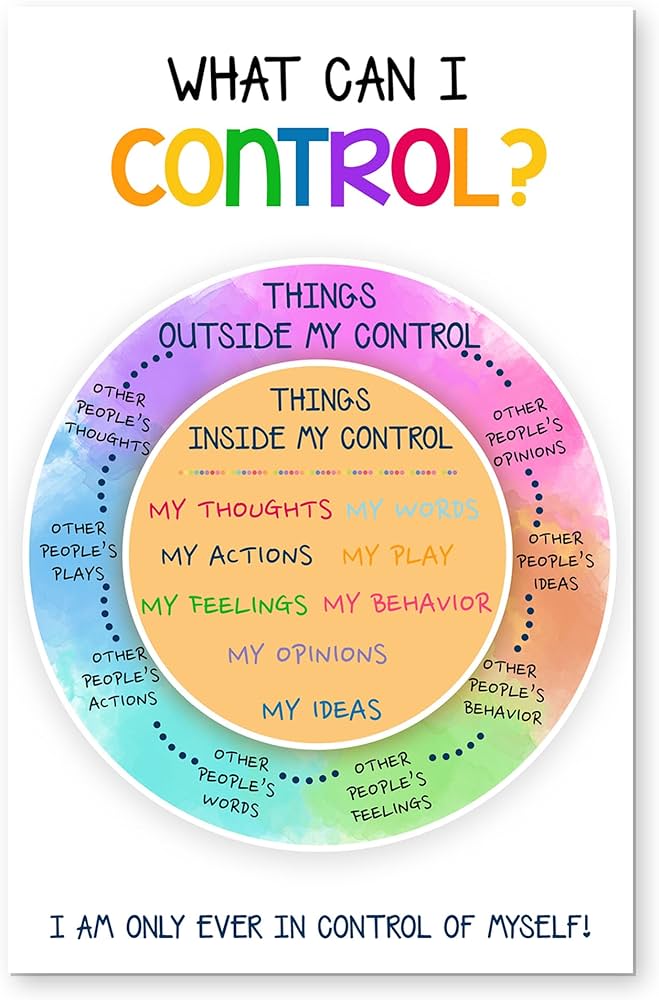 WHAT CAN I
CONTROL?
THINGS
OUTSIDE MY CONTROL
THINGS
INSIDE MY CONTROL
MY THOUGHTS MY WORDS
MY ACTIONS MY PLAY
MY FEELINGS MY BEHAVIOR
MY OPINIONS
MY IDEAS
OTHER
PEOPLE'S
OPINIONS
OTHER
PEOPLE'S
IDEAS
OTHER
PEOPLE'S
BEHAVIOR
OTHER
PEOPLE'S
FEELINGS
OTHER
PEOPLE'S
WORDS
OTHER
PEOPLE'S
ACTIONS
OTHER
PEOPLE'S
PLAYS
OTHER
PEOPLE'S
THOUGHTS
I AM ONLY EVER IN CONTROL OF MYSELF!